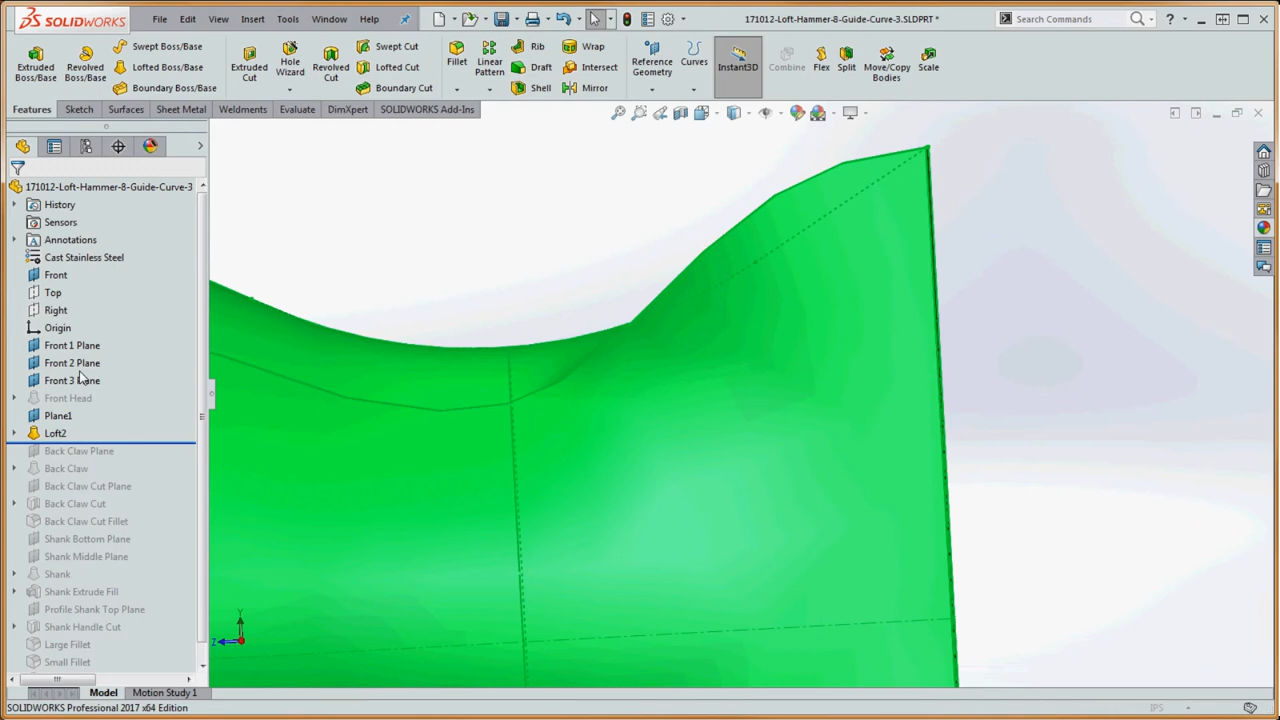 SOLIDWORKS File Edit View Insert Tools Window Help 171012-Loft-Hammer-8-Guide-Curve-3.SLDPRT * Search Commands
Extruded Boss/Base
Revolved Boss/Base
Swept Boss/Base
Lofted Boss/Base
Boundary Boss/Base
Extruded Cut
Hole Wizard
Revolved Cut
Swept Cut
Lofted Cut
Boundary Cut
Fillet
Linear Pattern
Rib
Draft
Shell
Wrap
Intersect
Mirror
Reference Geometry
Curves
Instant3D
Combine
Flex
Split
Move/Copy Bodies
Scale
Features Sketch Surfaces Sheet Metal Weldments Evaluate DimXpert SOLIDWORKS Add-Ins
171012-Loft-Hammer-8-Guide-Curve-3
History
Sensors
Annotations
Cast Stainless Steel
Front
Top
Right
Origin
Front 1 Plane
Front 2 Plane
Front 3 Plane
Front Head
Plane1
Loft2
Back Claw Plane
Back Claw
Back Claw Cut Plane
Back Claw Cut
Back Claw Cut Fillet
Shank Bottom Plane
Shank Middle Plane
Shank
Shank Extrude Fill
Profile Shank Top Plane
Shank Handle Cut
Large Fillet
Small Fillet
Y
Z
Model Motion Study 1
SOLIDWORKS Professional 2017 x64 Edition IPS